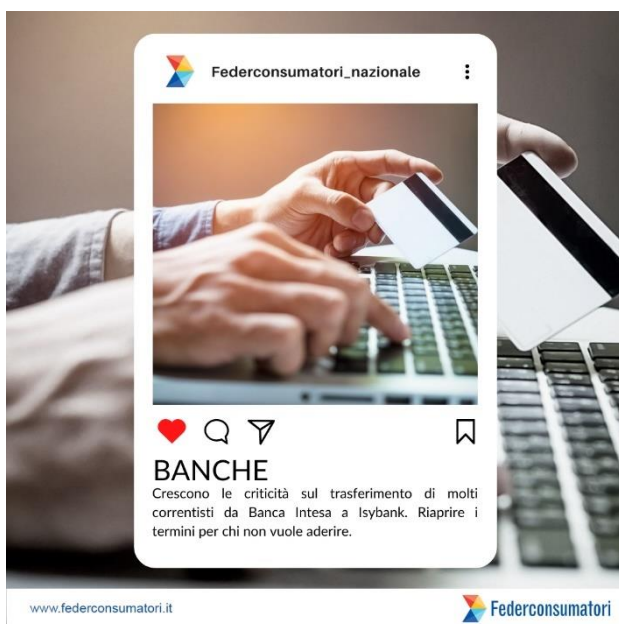 Federconsumatori_nazionale
BANCHE
Crescono le criticità sul trasferimento di molti
correntisti da Banca Intesa a Isybank. Riaprire i
termini per chi non vuole aderire.
www.federconsumatori.it
Federconsumatori